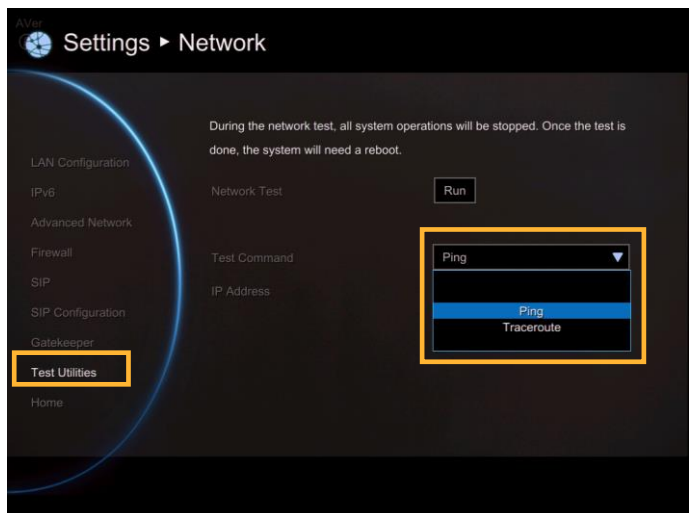 AVer
Settings ► Network
During the network test, all system operations will be stopped. Once the test is
done, the system will need a reboot.
LAN Configuration
IPv6
Advanced Network
Firewall
SIP
SIP Configuration
Gatekeeper
Test Utilities
Home
Network Test
Run
Test Command
Ping
IP Address
Ping
Traceroute